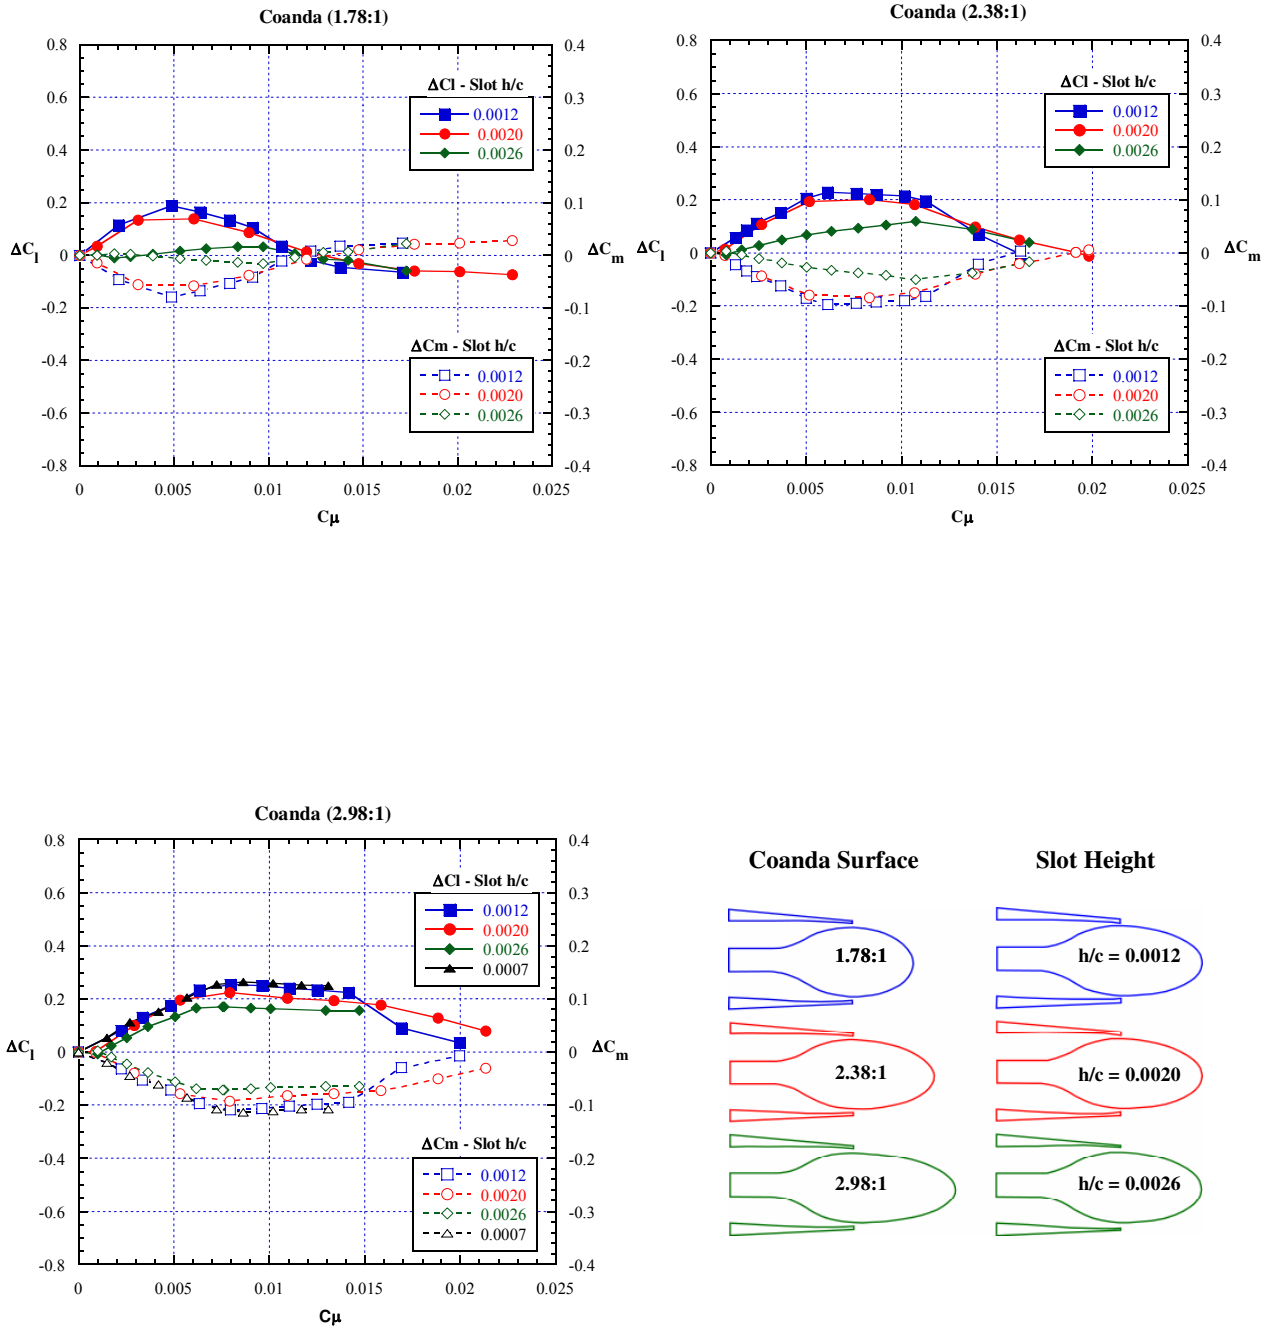 Coanda (1.78:1)
0.8
0.6
0.4
0.2
0
-0.2
-0.4
-0.6
-0.8
ΔCl
0.4
0.3
0.2
0.1
0
-0.1
-0.2
-0.3
-0.4
ΔCm
ΔCl - Slot h/c
0.0012
0.0020
0.0026
ΔCm - Slot h/c
0.0012
0.0020
0.0026
0 0.005 0.01 0.015 0.02 0.025
Cμ
Coanda (2.38:1)
0.8
0.6
0.4
0.2
0
-0.2
-0.4
-0.6
-0.8
ΔCl
0.4
0.3
0.2
0.1
0
-0.1
-0.2
-0.3
-0.4
ΔCm
ΔCl - Slot h/c
0.0012
0.0020
0.0026
ΔCm - Slot h/c
0.0012
0.0020
0.0026
0 0.005 0.01 0.015 0.02 0.025
Cμ
Coanda (2.98:1)
0.8
0.6
0.4
0.2
0
-0.2
-0.4
-0.6
-0.8
ΔCl
0.4
0.3
0.2
0.1
0
-0.1
-0.2
-0.3
-0.4
ΔCm
ΔCl - Slot h/c
0.0012
0.0020
0.0026
0.0007
ΔCm - Slot h/c
0.0012
0.0020
0.0026
0.0007
0 0.005 0.01 0.015 0.02 0.025
Cμ
Coanda Surface
1.78:1
2.38:1
2.98:1
Slot Height
h/c = 0.0012
h/c = 0.0020
h/c = 0.0026